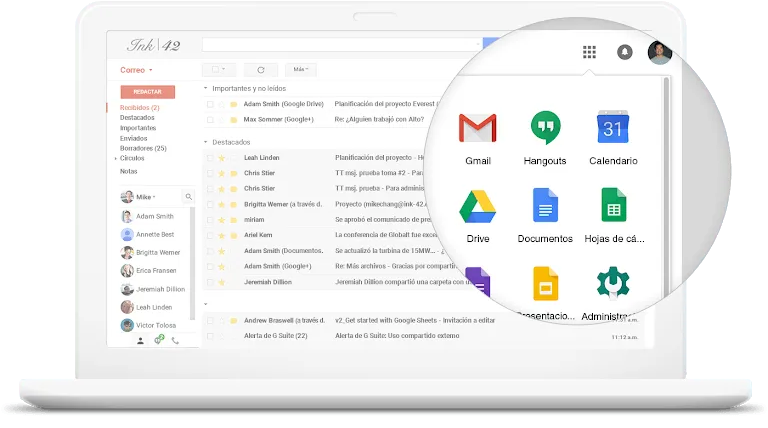 Ink 42
Correo
Más
REDACTAR
Recibidos (2)
Destacados
Importantes
Enviados
Borradores (25)
Círculos
Notas
Mike
Adam Smith
Annette Best
Brigitta Werner
Erica Fransen
Jeremiah Dillion
Leah Linden
Victor Tolosa
Importantes y no leídos
Adam Smith (Google Drive) Planificación del proyecto Everest
Max Sommer (Google+) Re: ¿Alguien trabajó con Alto?
Destacados
Leah Linden Planificación del proyecto - H
Chris Stier TT msj. prueba toma #2 - Para
Chris Stier TT msj. prueba - Para adminis
Brigitta Werner (a través d. Proyecto (mikechang@ink-42.
miriam Se aprobó el comunicado de pres
Ariel Kern La conferencia de Globalt fue exce
Adam Smith (Documentos. Se actualizó la turbina de 15MW... -
Adam Smith (Google+) Re: Más archivos - Gracias por compartir
Jeremiah Dillion Jeremiah Dillion compartió una carpeta con u
Andrew Braswell (a través d. v2_Get started with Google Sheets - Invitación a editar
Alerta de G Suite (22) Alerta de G Suite: Uso compartido externo
11:12 a.m.
Gmail Hangouts Calendario
31
Drive Documentos Hojas de cá...
Presentacio... Administrac